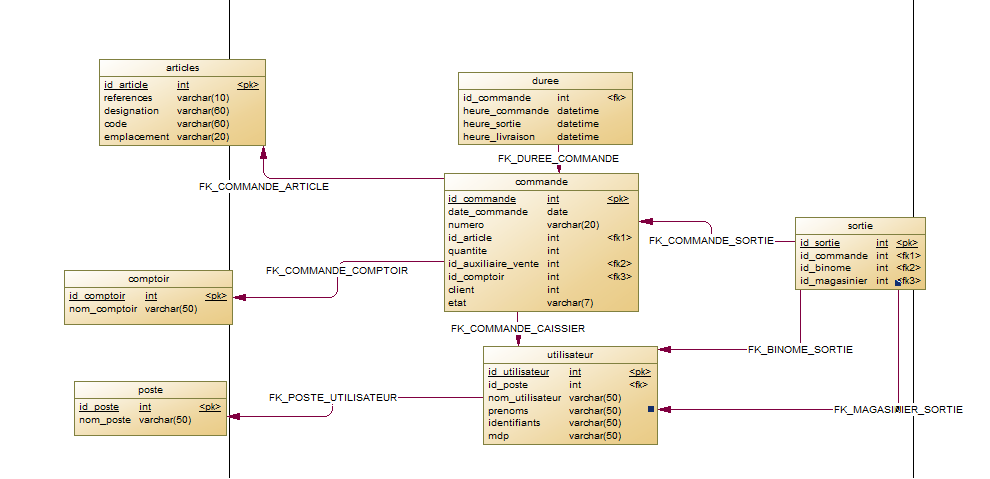 articles
id_article int <pk>
references varchar(10)
designation varchar(60)
code varchar(60)
emplacement varchar(20)
duree
id_commande int <fk>
heure_commande datetime
heure_sortie datetime
heure_livraison datetime
FK_DUREE_COMMANDE
FK_COMMANDE_ARTICLE
commande
id_commande int <pk>
date_commande date
numero varchar(20)
id_article int <fk1>
quantite int
id_auxiliaire_vente int <fk2>
id_comptoir int <fk3>
client int
etat varchar(7)
FK_COMMANDE_SORTIE
sortie
id_sortie int <pk>
id_commande int <fk1>
id_binome int <fk2>
id_magasinier int <fk3>
FK_COMMANDE_COMPTOIR
comptoir
id_comptoir int <pk>
nom_comptoir varchar(50)
FK_COMMANDE_CAISSIER
utilisateur
id_utilisateur int <pk>
id_poste int <fk>
nom_utilisateur varchar(50)
prenoms varchar(50)
identifiants varchar(50)
mdp varchar(50)
FK_BINOME_SORTIE
poste
id_poste int <pk>
nom_poste varchar(50)
FK_POSTE_UTILISATEUR
FK_MAGASINIER_SORTIE